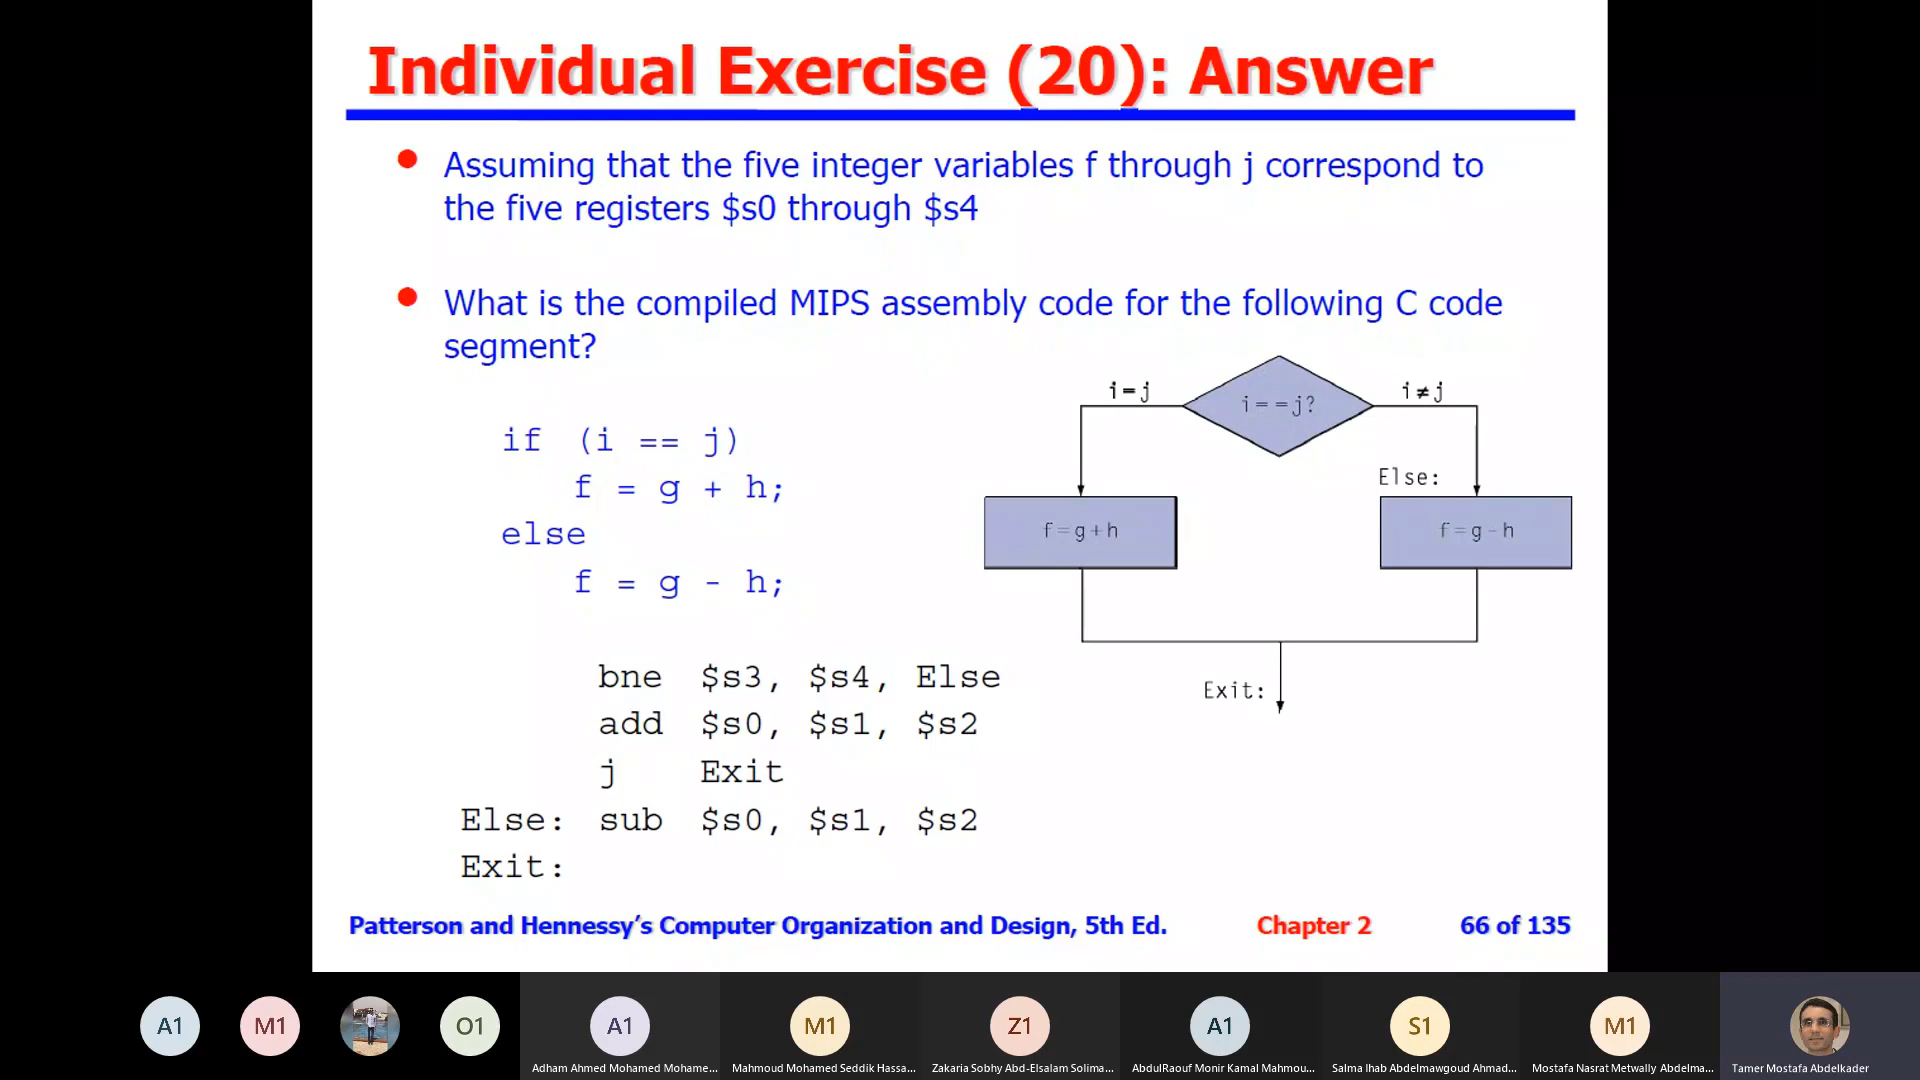 Individual Exercise (20): Answer
Assuming that the five integer variables f through j correspond to
the five registers $s0 through $s4
What is the compiled MIPS assembly code for the following C code
segment?
if (i == j)
f = g + h;
else
f = g - h;
i=j
i==j?
i≠j
Else:
f=g+h
f=g-h
Exit:
bne $s3, $s4, Else
add $s0, $s1, $s2
j Exit
Else: sub $s0, $s1, $s2
Exit:
Patterson and Hennessy’s Computer Organization and Design, 5th Ed. Chapter 2 66 of 135
A1 M1 O1 A1 M1 Z1 A1 S1 M1
Adham Ahmed Mohamed Mohame... Mahmoud Mohamed Seddik Hassa... Zakaria Sobhy Abd-Elsalam Solima... AbdulRaouf Monir Kamal Mahmou... Salma Ihab Abdelmawgoud Ahmad... Mostafa Nasrat Metwally Abdelma... Tamer Mostafa Abdelkader